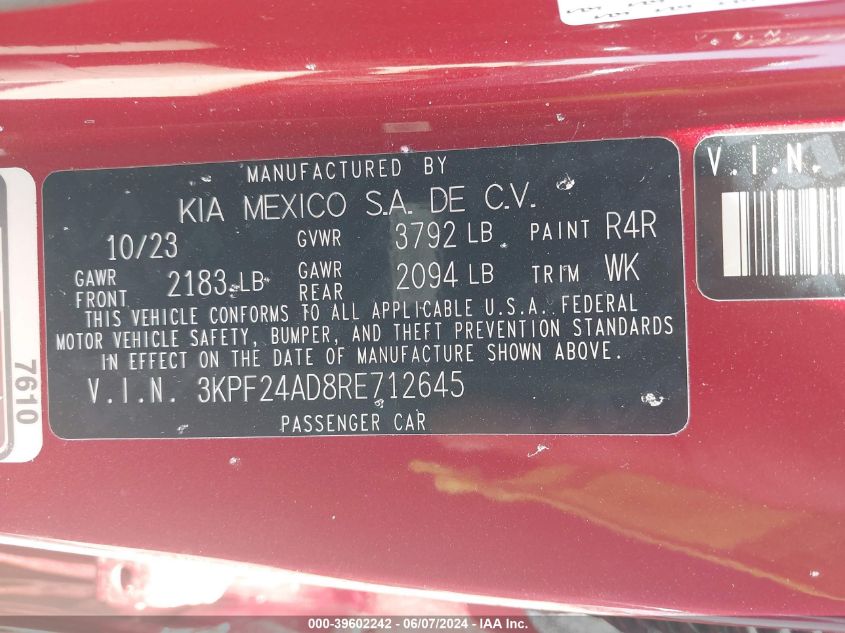 MANUFACTURED BY
KIA MEXICO S.A. DE C.V.
10/23 GVWR 3792 LB PAINT R4R
GAWR FRONT 2183 LB GAWR REAR 2094 LB TRIM WK
THIS VEHICLE CONFORMS TO ALL APPLICABLE U.S.A. FEDERAL
MOTOR VEHICLE SAFETY, BUMPER, AND THEFT PREVENTION STANDARDS
IN EFFECT ON THE DATE OF MANUFACTURE SHOWN ABOVE.
V.I.N. 3KPF24AD8RE712645
PASSENGER CAR
V.I.N.
7610
000-39602242 - 06/07/2024 - IAA Inc.